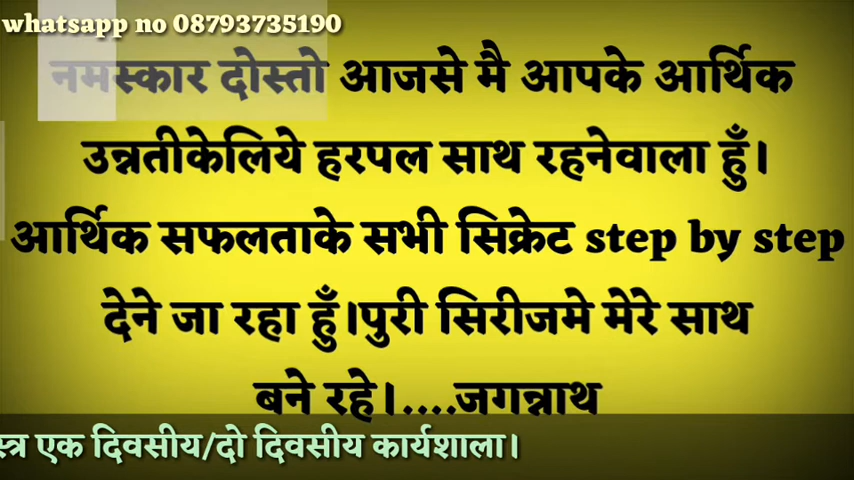 whatsapp no 08793735190
नमस्कार दोस्तो आजसे मै आपके आर्थिक
उन्नतीकेलिये हरपल साथ रहनेवाला हुँ।
आर्थिक सफलताके सभी सिक्रेट step by step
देने जा रहा हुँ।पुरी सिरीजमे मेरे साथ
बने रहे।....जगन्नाथ
एक दिवसीय/दो दिवसीय कार्यशाला।